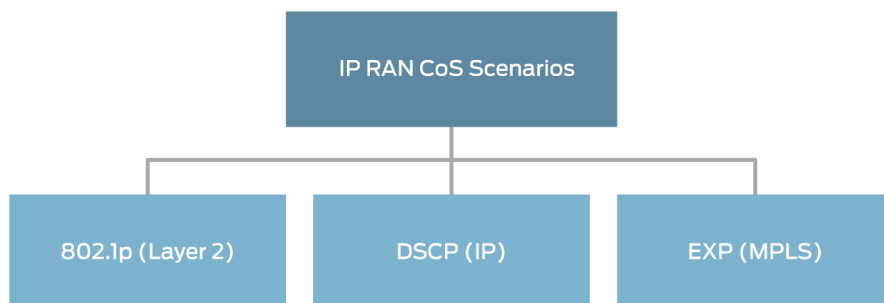 IP RAN CoS Scenarios
802.1p (Layer 2)
DSCP (IP)
EXP (MPLS)